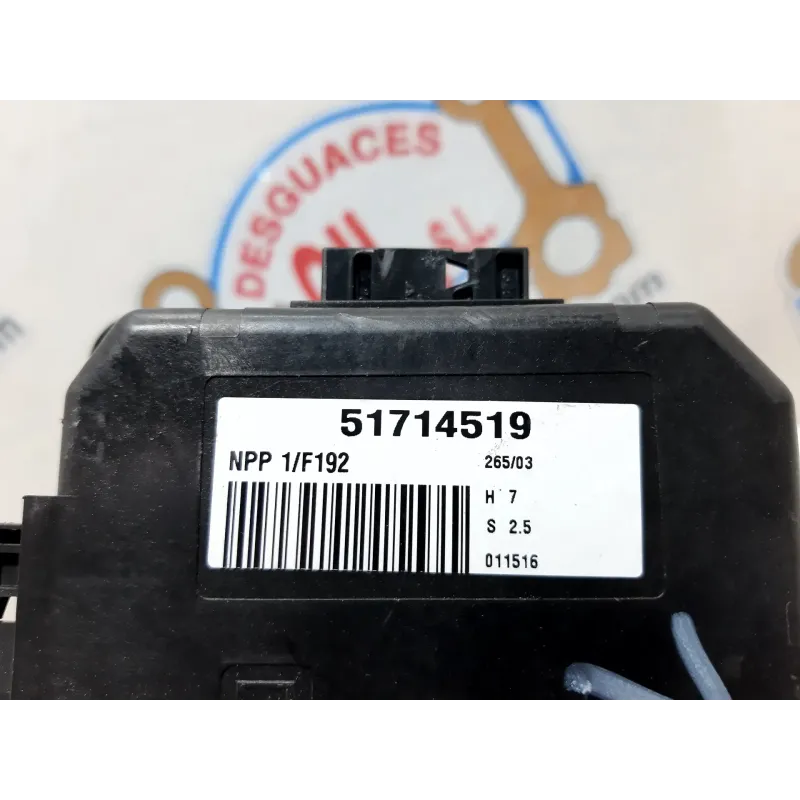 DESGUACES
S.L.
51714519
NPP 1/F192
265/03
H 7
S 2.5
011516